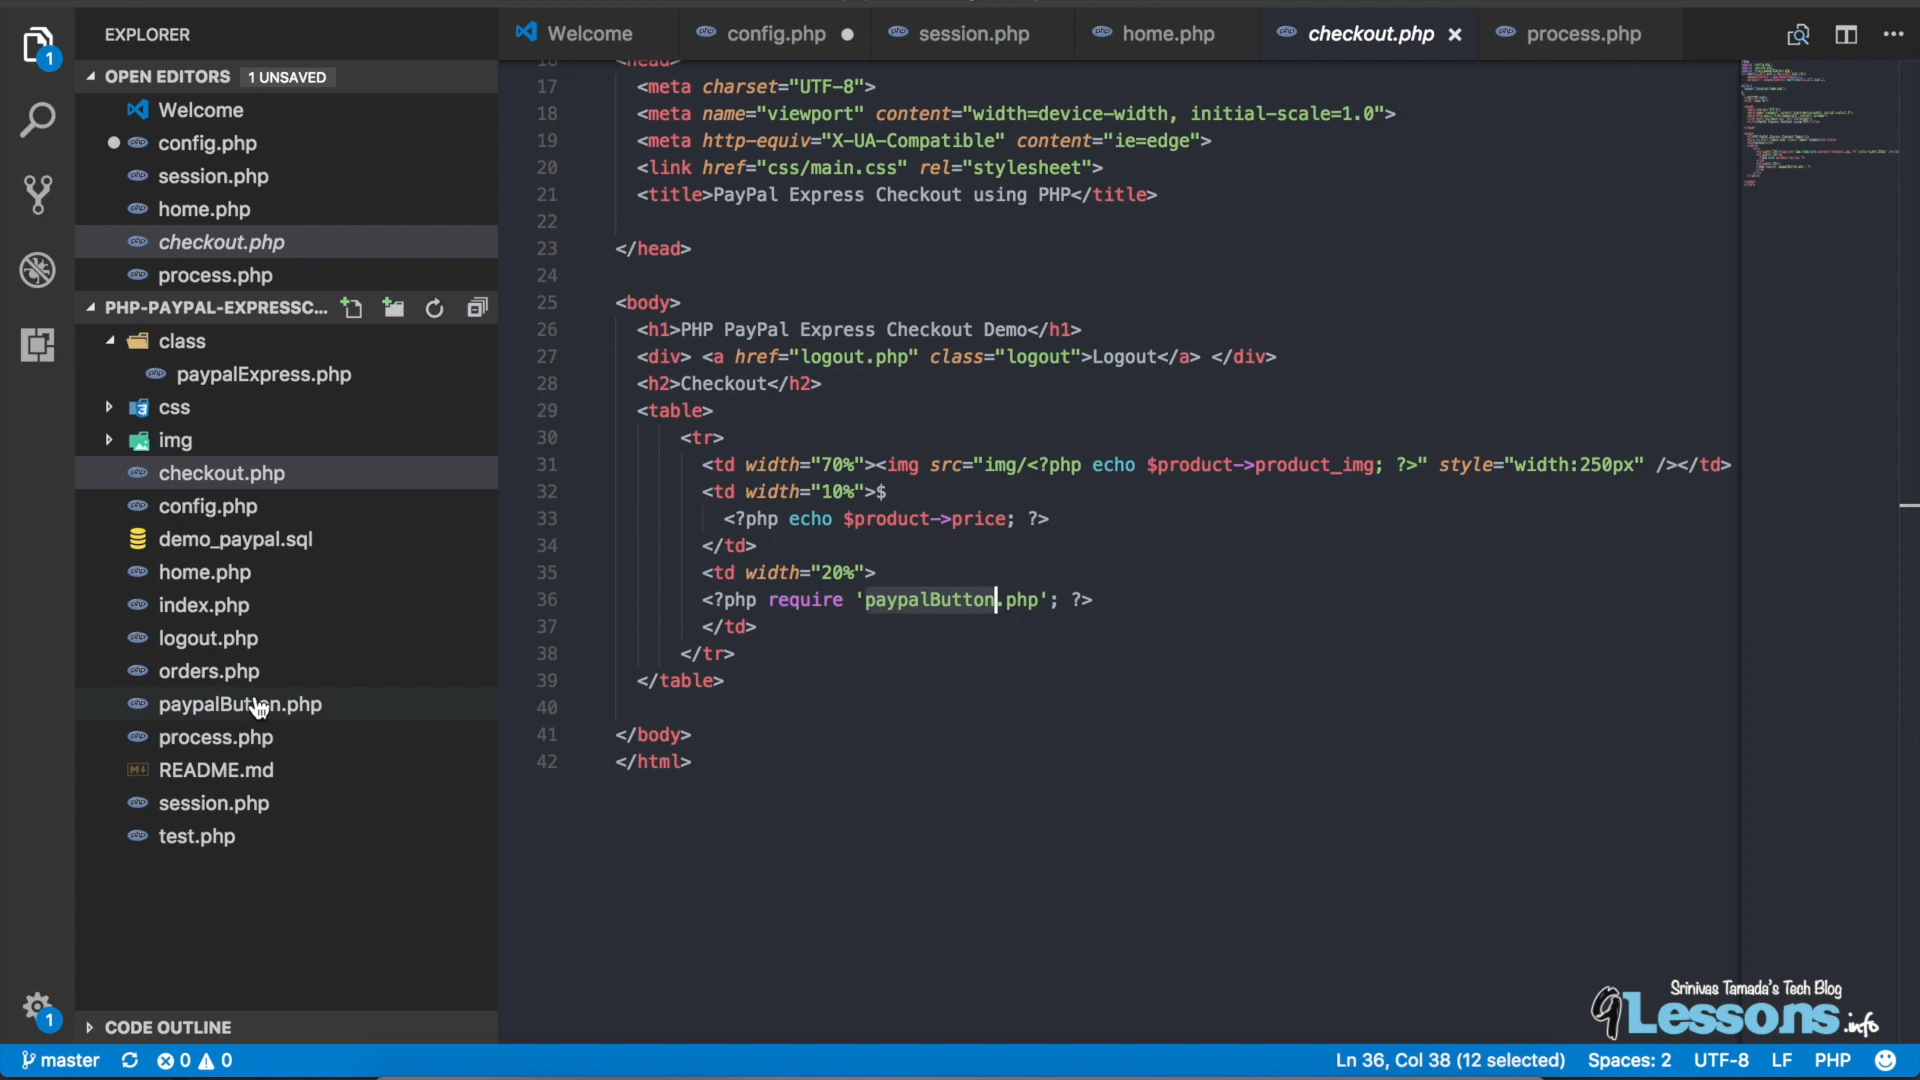 EXPLORER
OPEN EDITORS 1 UNSAVED
Welcome
config.php
session.php
home.php
checkout.php
process.php
PHP-PAYPAL-EXPRESSC...
class
paypalExpress.php
css
img
checkout.php
config.php
demo_paypal.sql
home.php
index.php
logout.php
orders.php
paypalButton.php
process.php
README.md
session.php
test.php
CODE OUTLINE
1
1
Welcome config.php session.php home.php checkout.php process.php
16 <head>
17 <meta charset="UTF-8">
18 <meta name="viewport" content="width=device-width, initial-scale=1.0">
19 <meta http-equiv="X-UA-Compatible" content="ie=edge">
20 <link href="css/main.css" rel="stylesheet">
21 <title>PayPal Express Checkout using PHP</title>
22
23 </head>
24
25 <body>
26 <h1>PHP PayPal Express Checkout Demo</h1>
27 <div> <a href="logout.php" class="logout">Logout</a> </div>
28 <h2>Checkout</h2>
29 <table>
30 <tr>
31 <td width="70%"><img src="img/<?php echo $product->product_img; ?>" style="width:250px" /></td>
32 <td width="10%">$
33 <?php echo $product->price; ?>
34 </td>
35 <td width="20%">
36 <?php require 'paypalButton.php'; ?>
37 </td>
38 </tr>
39 </table>
40
41 </body>
42 </html>
Srinivas Tamada's Tech Blog
9Lessons.info
master 0 0 Ln 36, Col 38 (12 selected) Spaces: 2 UTF-8 LF PHP